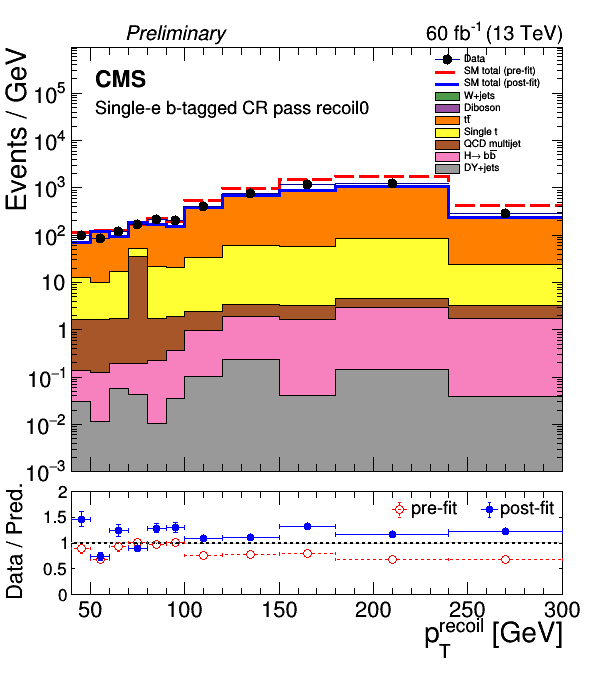 Preliminary
60 fb⁻¹ (13 TeV)
CMS
Single-e b-tagged CR pass recoil0
Data
SM total (pre-fit)
SM total (post-fit)
W+jets
Diboson
tt̄
Single t
QCD multijet
H→ bb̄
DY+jets
Events / GeV
10⁵
10⁴
10³
10²
10
1
10⁻¹
10⁻²
10⁻³
Data / Pred.
2
1.5
1
0.5
0
pre-fit
post-fit
50 100 150 200 250 300
p_T^recoil [GeV]